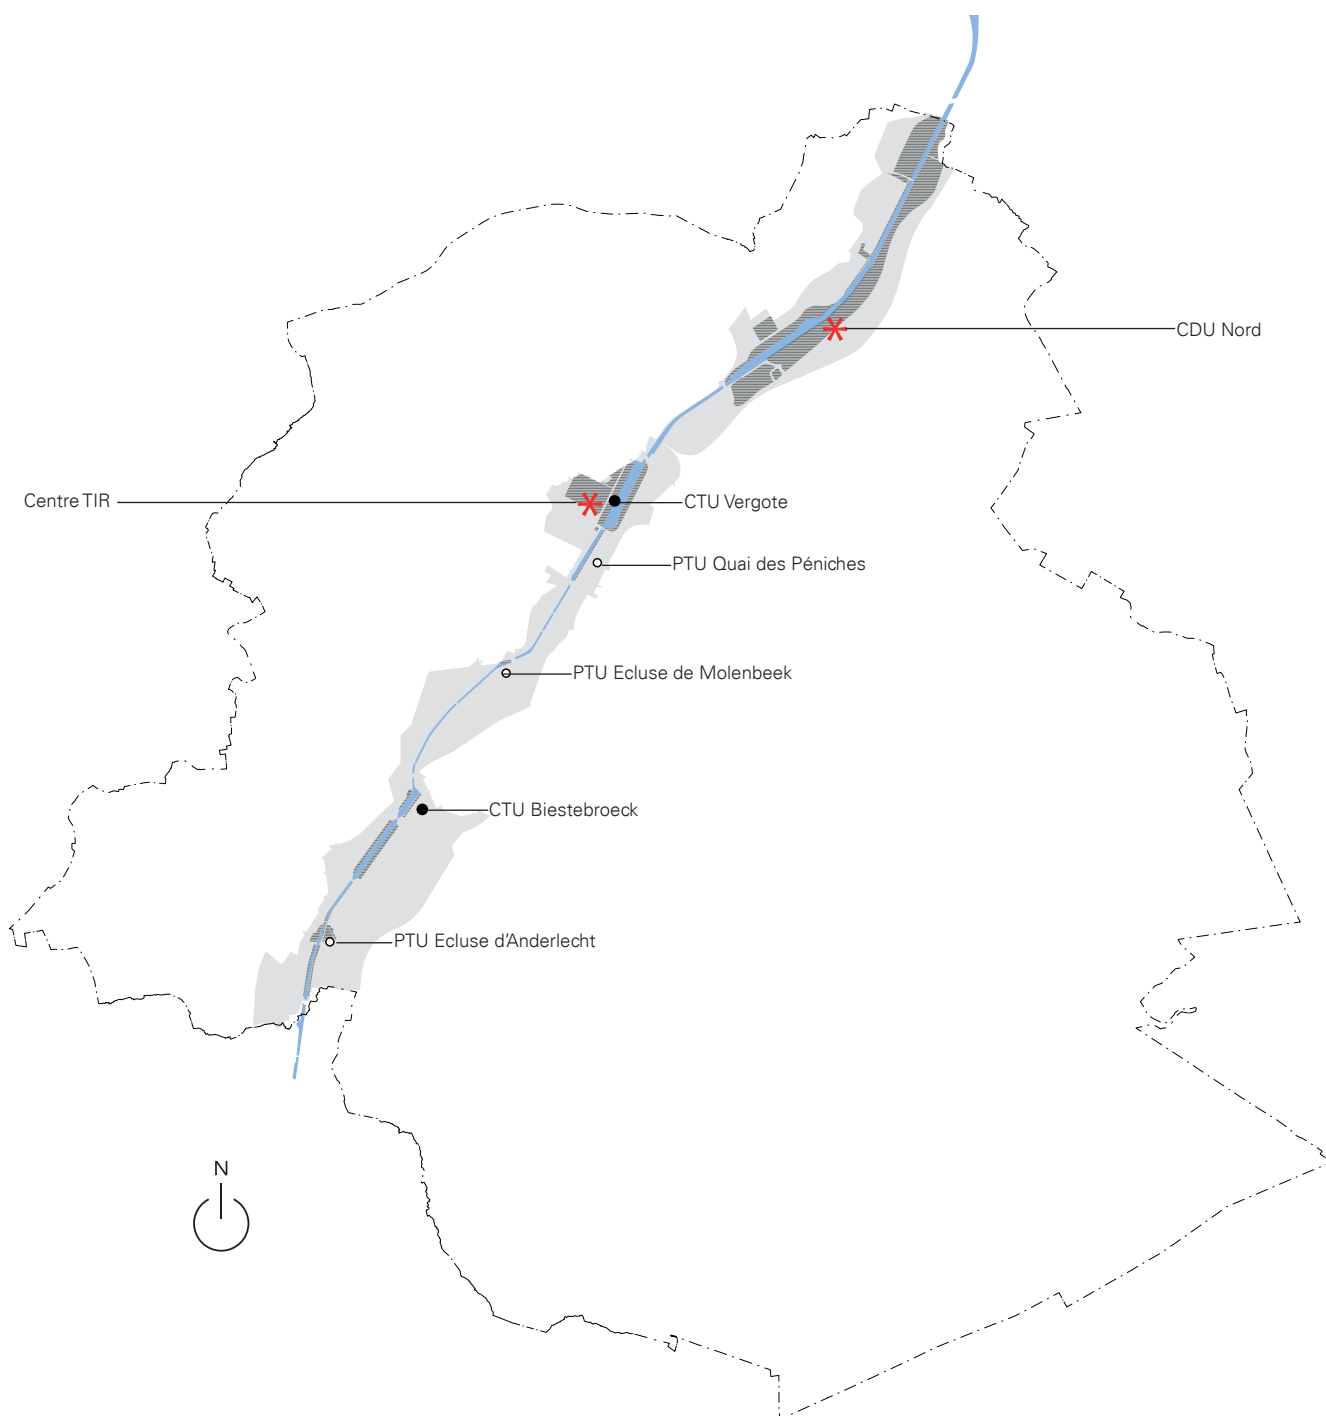 CDU Nord
Centre TIR
CTU Vergote
PTU Quai des Péniches
PTU Ecluse de Molenbeek
CTU Biestebroeck
PTU Ecluse d'Anderlecht
N